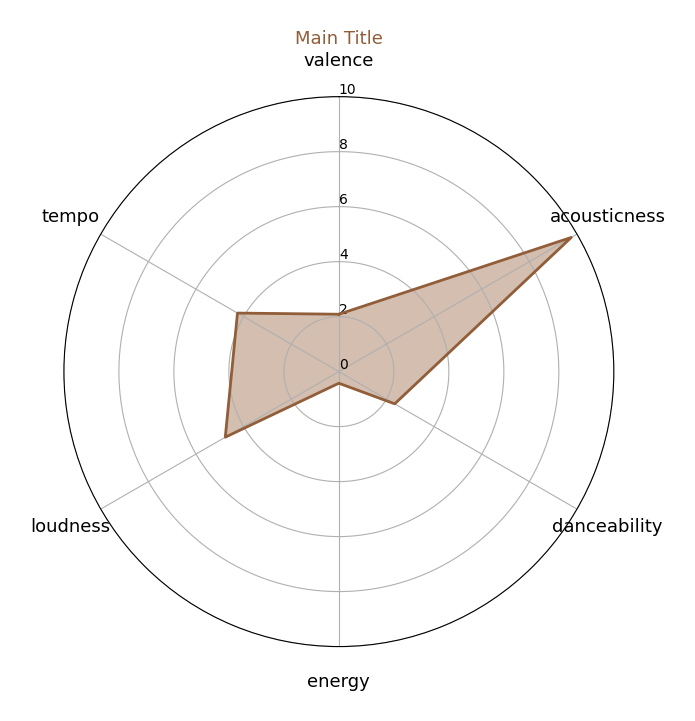 Main Title
valence
10
8
6
4
2
0
tempo
acousticness
loudness
danceability
energy